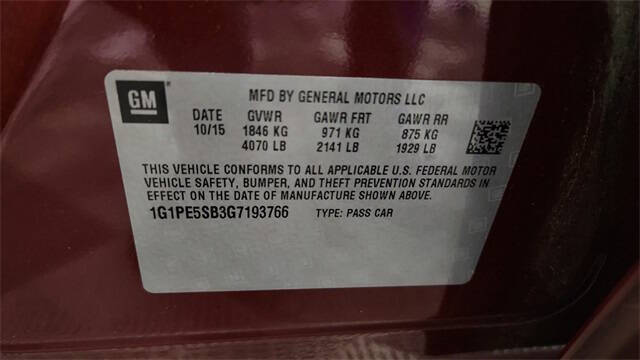 GM
MFD BY GENERAL MOTORS LLC
DATE GVWR GAWR FRT GAWR RR
10/15 1846 KG 971 KG 875 KG
4070 LB 2141 LB 1929 LB
THIS VEHICLE CONFORMS TO ALL APPLICABLE U.S. FEDERAL MOTOR
VEHICLE SAFETY, BUMPER, AND THEFT PREVENTION STANDARDS IN
EFFECT ON THE DATE OF MANUFACTURE SHOWN ABOVE.
1G1PE5SB3G7193766 TYPE: PASS CAR